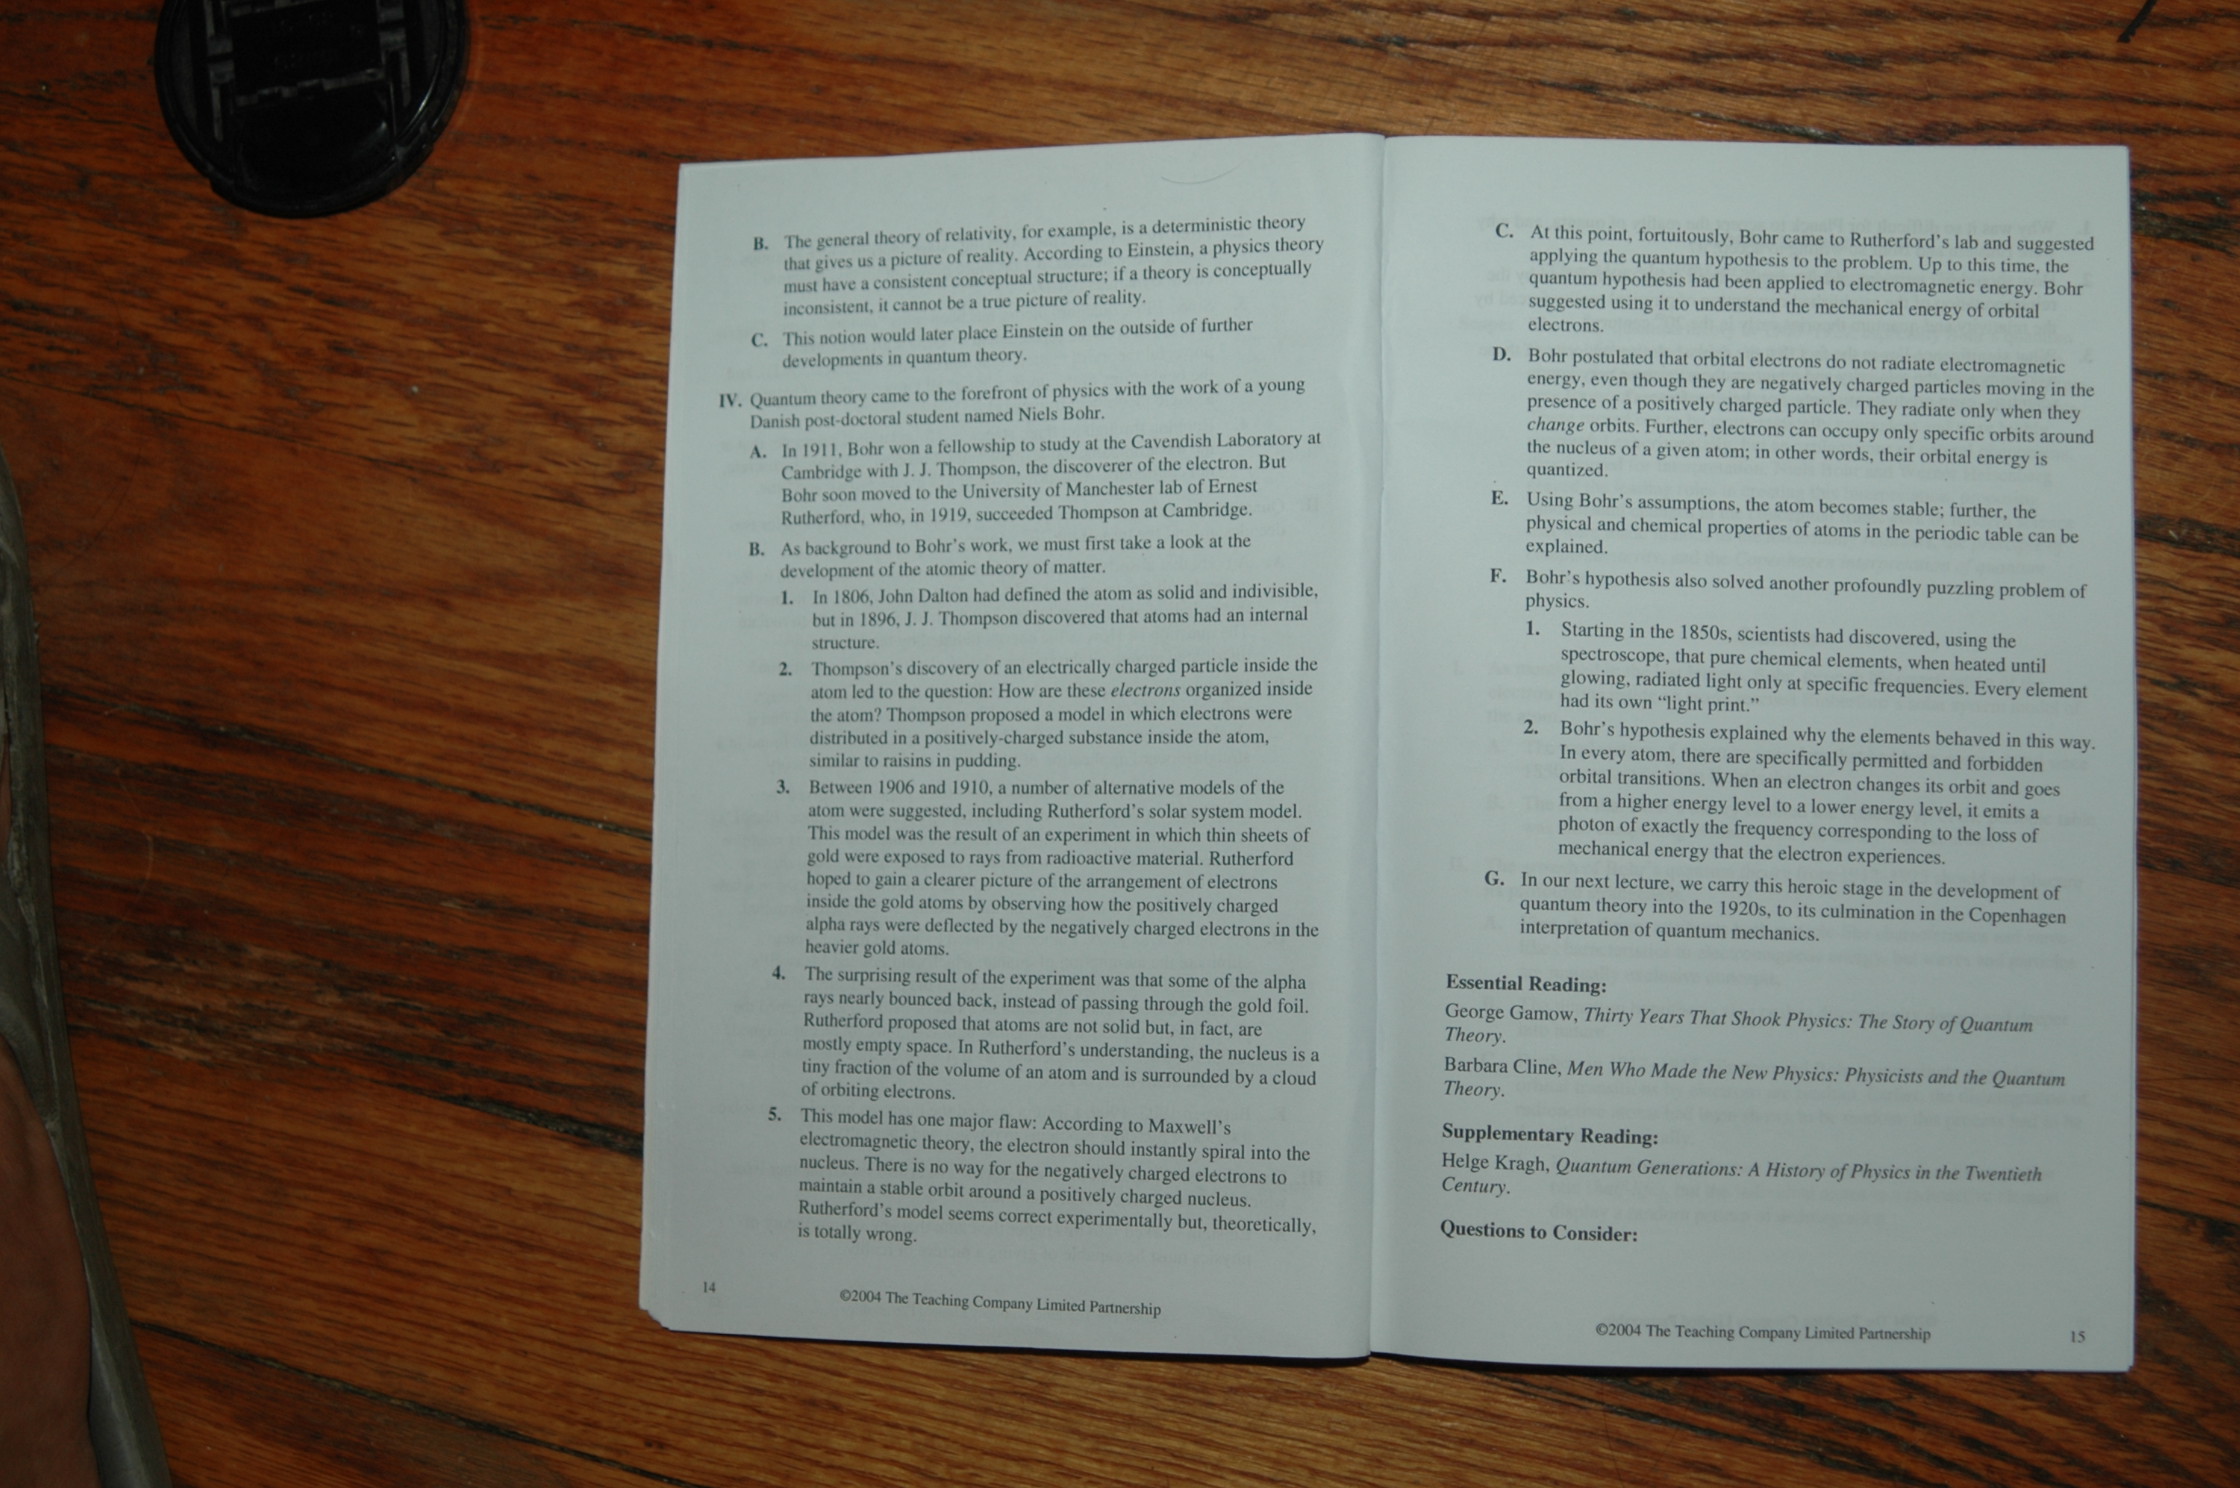 B. The general theory of relativity, for example, is a deterministic theory
that gives us a picture of reality. According to Einstein, a physics theory
must have a consistent conceptual structure; if a theory is conceptually
inconsistent, it cannot be a true picture of reality.
C. This notion would later place Einstein on the outside of further
developments in quantum theory.
IV. Quantum theory came to the forefront of physics with the work of a young
Danish post-doctoral student named Niels Bohr.
A. In 1911, Bohr won a fellowship to study at the Cavendish Laboratory at
Cambridge with J. J. Thompson, the discoverer of the electron. But
Bohr soon moved to the University of Manchester lab of Ernest
Rutherford, who, in 1919, succeeded Thompson at Cambridge.
B. As background to Bohr's work, we must first take a look at the
development of the atomic theory of matter.
1. In 1806, John Dalton had defined the atom as solid and indivisible,
but in 1896, J. J. Thompson discovered that atoms had an internal
structure.
2. Thompson's discovery of an electrically charged particle inside the
atom led to the question: How are these electrons organized inside
the atom? Thompson proposed a model in which electrons were
distributed in a positively-charged substance inside the atom,
similar to raisins in pudding.
3. Between 1906 and 1910, a number of alternative models of the
atom were suggested, including Rutherford's solar system model.
This model was the result of an experiment in which thin sheets of
gold were exposed to rays from radioactive material. Rutherford
hoped to gain a clearer picture of the arrangement of electrons
inside the gold atoms by observing how the positively charged
alpha rays were deflected by the negatively charged electrons in the
heavier gold atoms.
4. The surprising result of the experiment was that some of the alpha
rays nearly bounced back, instead of passing through the gold foil.
Rutherford proposed that atoms are not solid but, in fact, are
mostly empty space. In Rutherford's understanding, the nucleus is a
tiny fraction of the volume of an atom and is surrounded by a cloud
of orbiting electrons.
5. This model has one major flaw: According to Maxwell's
electromagnetic theory, the electron should instantly spiral into the
nucleus. There is no way for the negatively charged electrons to
maintain a stable orbit around a positively charged nucleus.
Rutherford's model seems correct experimentally but, theoretically,
is totally wrong.
14
©2004 The Teaching Company Limited Partnership
C. At this point, fortuitously, Bohr came to Rutherford's lab and suggested
applying the quantum hypothesis to the problem. Up to this time, the
quantum hypothesis had been applied to electromagnetic energy. Bohr
suggested using it to understand the mechanical energy of orbital
electrons.
D. Bohr postulated that orbital electrons do not radiate electromagnetic
energy, even though they are negatively charged particles moving in the
presence of a positively charged particle. They radiate only when they
change orbits. Further, electrons can occupy only specific orbits around
the nucleus of a given atom; in other words, their orbital energy is
quantized.
E. Using Bohr's assumptions, the atom becomes stable; further, the
physical and chemical properties of atoms in the periodic table can be
explained.
F. Bohr's hypothesis also solved another profoundly puzzling problem of
physics.
1. Starting in the 1850s, scientists had discovered, using the
spectroscope, that pure chemical elements, when heated until
glowing, radiated light only at specific frequencies. Every element
had its own "light print."
2. Bohr's hypothesis explained why the elements behaved in this way.
In every atom, there are specifically permitted and forbidden
orbital transitions. When an electron changes its orbit and goes
from a higher energy level to a lower energy level, it emits a
photon of exactly the frequency corresponding to the loss of
mechanical energy that the electron experiences.
G. In our next lecture, we carry this heroic stage in the development of
quantum theory into the 1920s, to its culmination in the Copenhagen
interpretation of quantum mechanics.
Essential Reading:
George Gamow, Thirty Years That Shook Physics: The Story of Quantum
Theory.
Barbara Cline, Men Who Made the New Physics: Physicists and the Quantum
Theory.
Supplementary Reading:
Helge Kragh, Quantum Generations: A History of Physics in the Twentieth
Century.
Questions to Consider:
©2004 The Teaching Company Limited Partnership
15